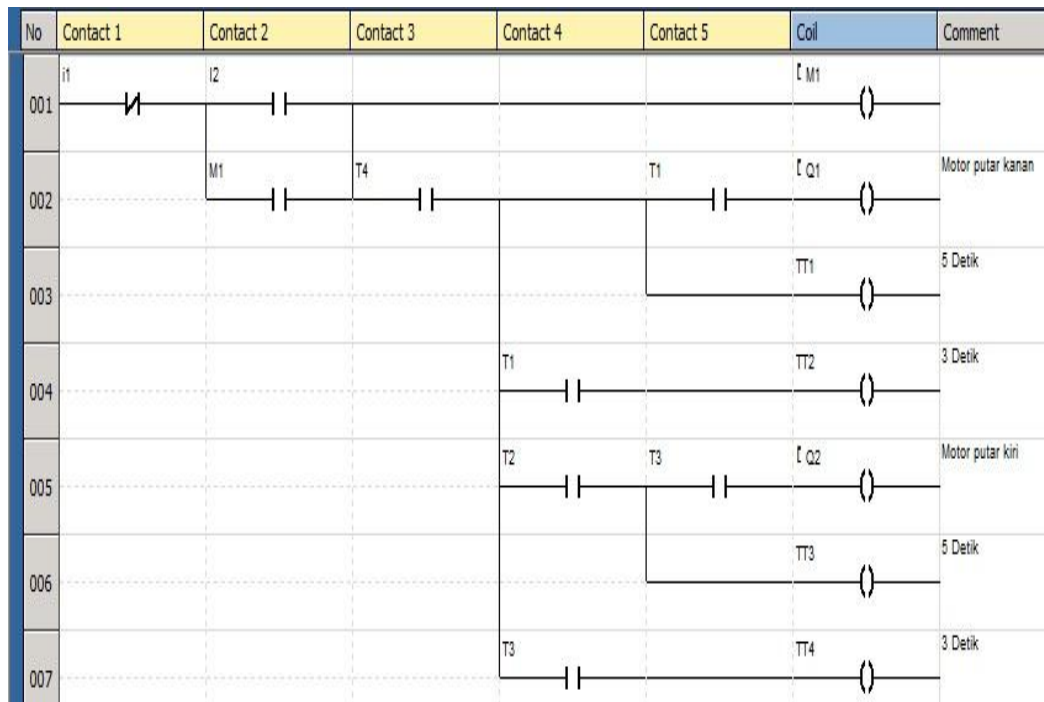 No Contact 1 Contact 2 Contact 3 Contact 4 Contact 5 Coil Comment
i1 I2 [ M1
001
M1 T4 T1 [ Q1 Motor putar kanan
002
TT1 5 Detik
003
T1 TT2 3 Detik
004
T2 T3 [ Q2 Motor putar kiri
005
TT3 5 Detik
006
T3 TT4 3 Detik
007